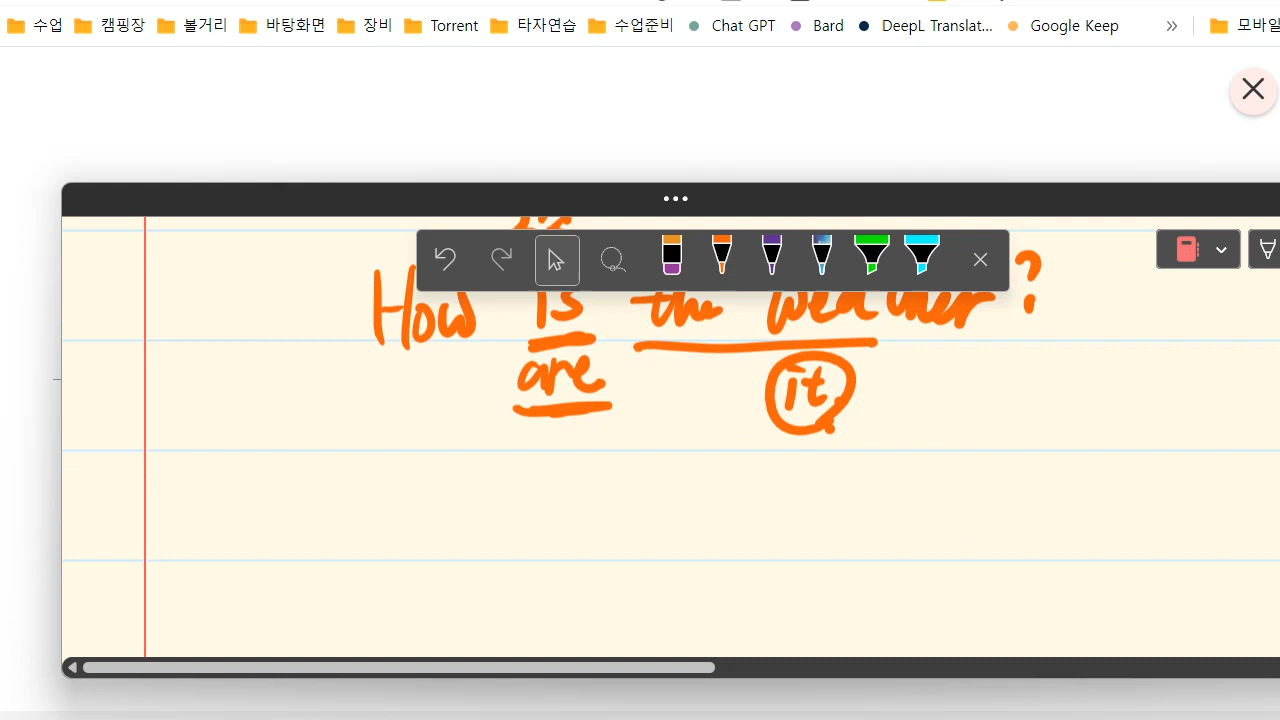 수업 캠핑장 볼거리 바탕화면 장비 Torrent 타자연습 수업준비 Chat GPT Bard DeepL Translat... Google Keep » 모바일
How is the weather?
are it